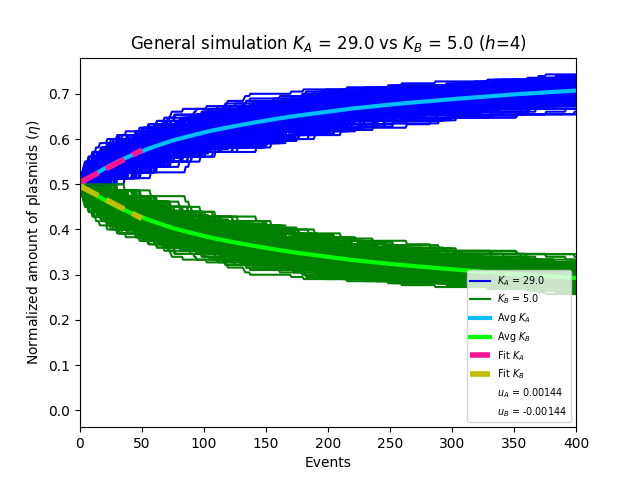 General simulation K_A = 29.0 vs K_B = 5.0 (h=4)
Normalized amount of plasmids (η)
0.7
0.6
0.5
0.4
0.3
0.2
0.1
0.0
K_A = 29.0
K_B = 5.0
Avg K_A
Avg K_B
Fit K_A
Fit K_B
u_A = 0.00144
u_B = -0.00144
0 50 100 150 200 250 300 350 400
Events